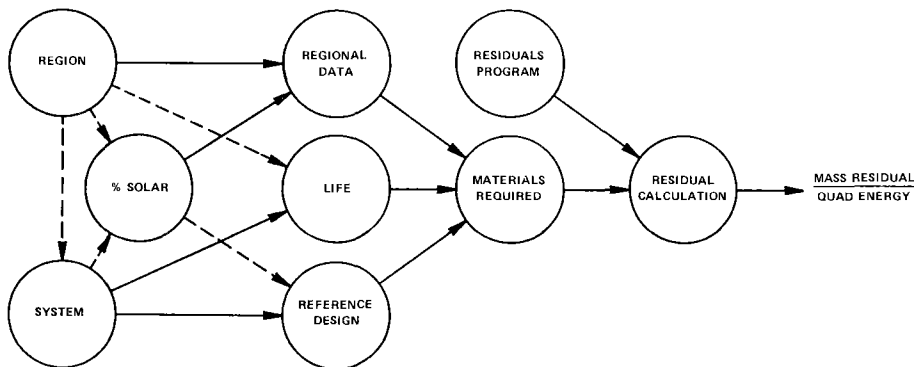 REGION
REGIONAL
DATA
RESIDUALS
PROGRAM
% SOLAR
LIFE
MATERIALS
REQUIRED
RESIDUAL
CALCULATION
MASS RESIDUAL
QUAD ENERGY
SYSTEM
REFERENCE
DESIGN